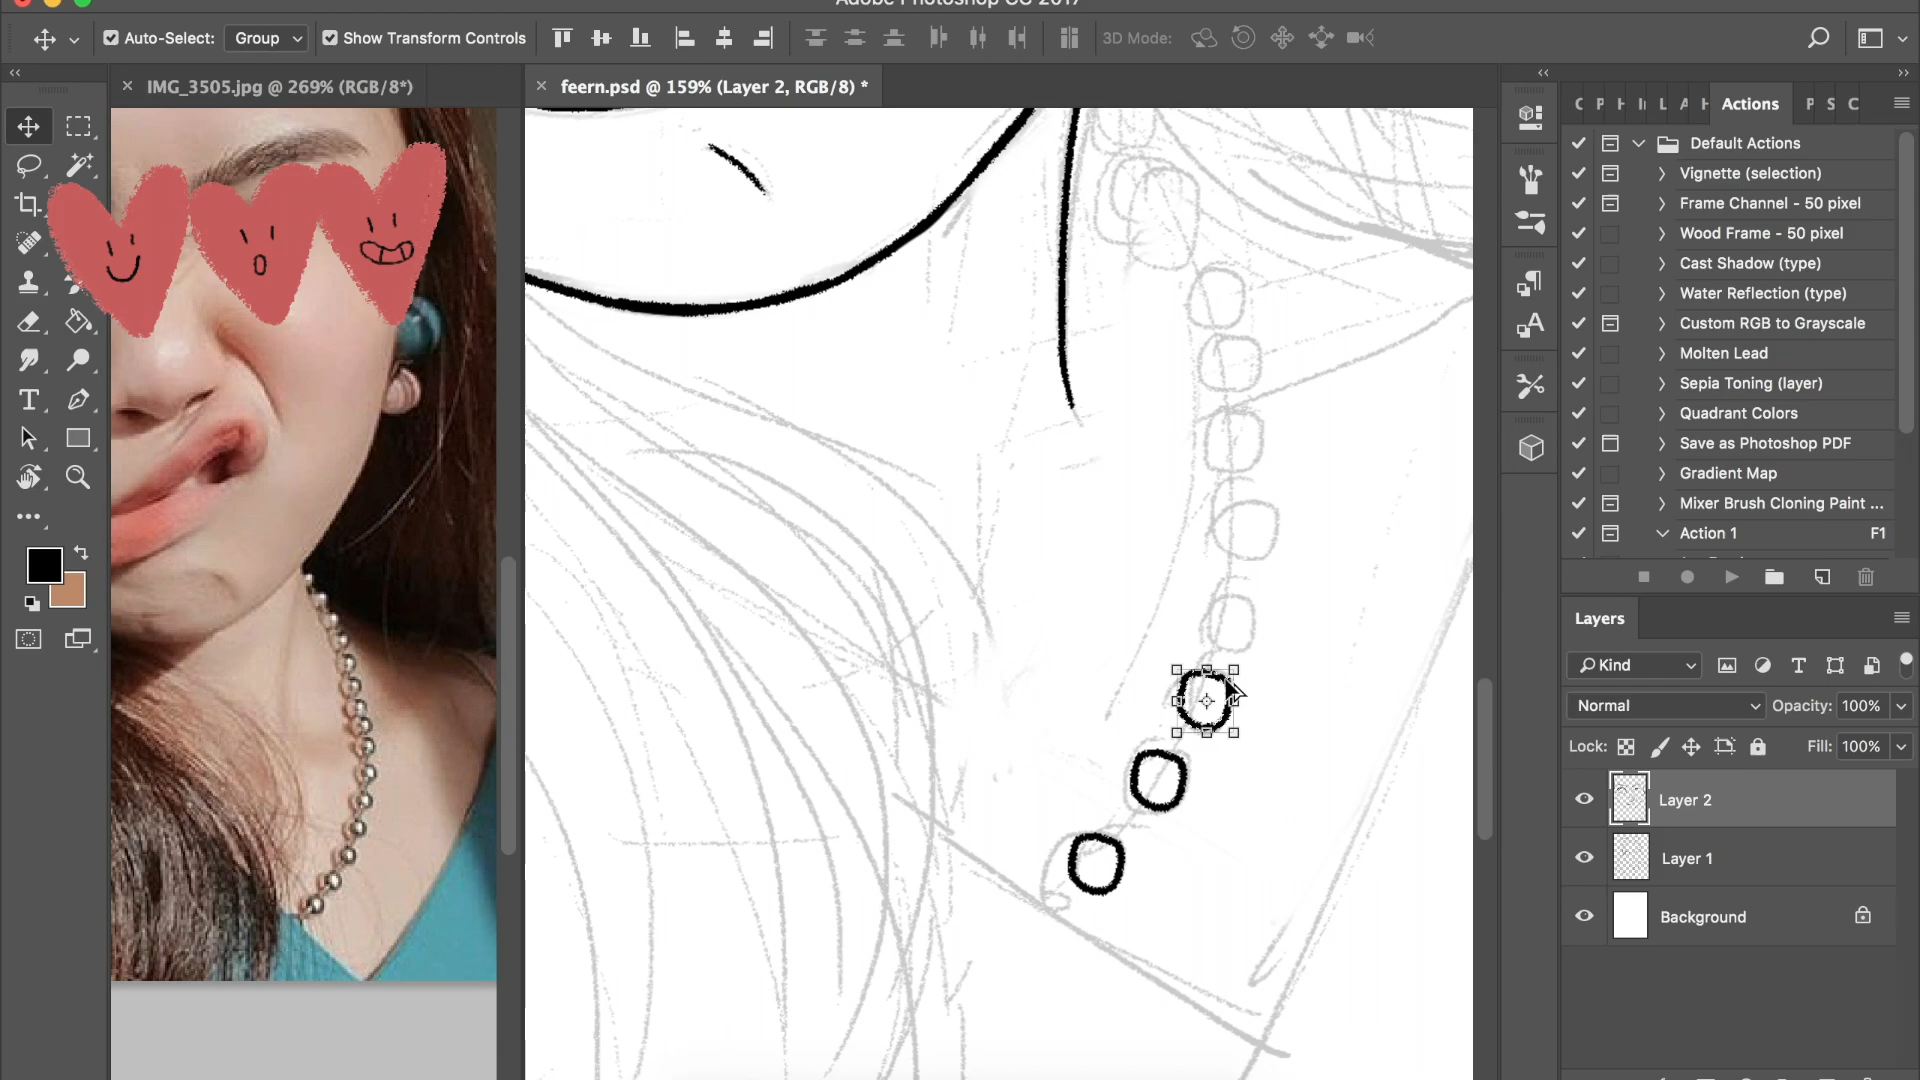 Adobe Photoshop CC 2017
Auto-Select:
Group
Show Transform Controls
3D Mode:
IMG_3505.jpg @ 269% (RGB/8*)
feern.psd @ 159% (Layer 2, RGB/8) *
Actions
Default Actions
Vignette (selection)
Frame Channel - 50 pixel
Wood Frame - 50 pixel
Cast Shadow (type)
Water Reflection (type)
Custom RGB to Grayscale
Molten Lead
Sepia Toning (layer)
Quadrant Colors
Save as Photoshop PDF
Gradient Map
Mixer Brush Cloning Paint ...
Action 1
F1
Layers
Kind
Normal
Opacity: 100%
Lock:
Fill: 100%
Layer 2
Layer 1
Background